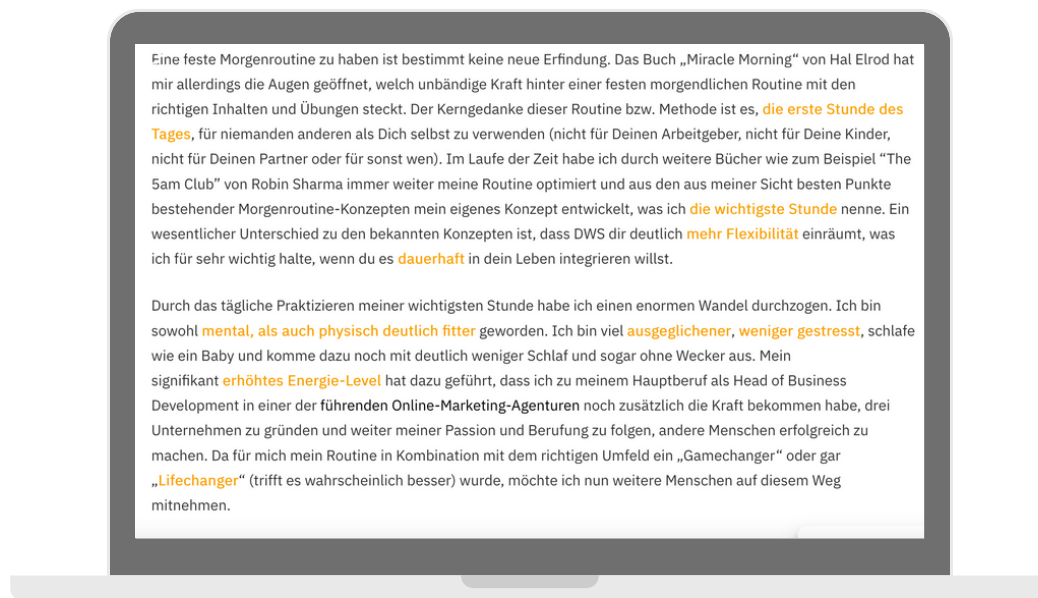 Eine feste Morgenroutine zu haben ist bestimmt keine neue Erfindung. Das Buch „Miracle Morning“ von Hal Elrod hat
mir allerdings die Augen geöffnet, welch unbändige Kraft hinter einer festen morgendlichen Routine mit den
richtigen Inhalten und Übungen steckt. Der Kerngedanke dieser Routine bzw. Methode ist es, die erste Stunde des
Tages, für niemanden anderen als Dich selbst zu verwenden (nicht für Deinen Arbeitgeber, nicht für Deine Kinder,
nicht für Deinen Partner oder für sonst wen). Im Laufe der Zeit habe ich durch weitere Bücher wie zum Beispiel “The
5am Club” von Robin Sharma immer weiter meine Routine optimiert und aus den aus meiner Sicht besten Punkte
bestehender Morgenroutine-Konzepten mein eigenes Konzept entwickelt, was ich die wichtigste Stunde nenne. Ein
wesentlicher Unterschied zu den bekannten Konzepten ist, dass DWS dir deutlich mehr Flexibilität einräumt, was
ich für sehr wichtig halte, wenn du es dauerhaft in dein Leben integrieren willst.
Durch das tägliche Praktizieren meiner wichtigsten Stunde habe ich einen enormen Wandel durchzogen. Ich bin
sowohl mental, als auch physisch deutlich fitter geworden. Ich bin viel ausgeglichener, weniger gestresst, schlafe
wie ein Baby und komme dazu noch mit deutlich weniger Schlaf und sogar ohne Wecker aus. Mein
signifikant erhöhtes Energie-Level hat dazu geführt, dass ich zu meinem Hauptberuf als Head of Business
Development in einer der führenden Online-Marketing-Agenturen noch zusätzlich die Kraft bekommen habe, drei
Unternehmen zu gründen und weiter meiner Passion und Berufung zu folgen, andere Menschen erfolgreich zu
machen. Da für mich mein Routine in Kombination mit dem richtigen Umfeld ein „Gamechanger“ oder gar
„Lifechanger“ (trifft es wahrscheinlich besser) wurde, möchte ich nun weitere Menschen auf diesem Weg
mitnehmen.